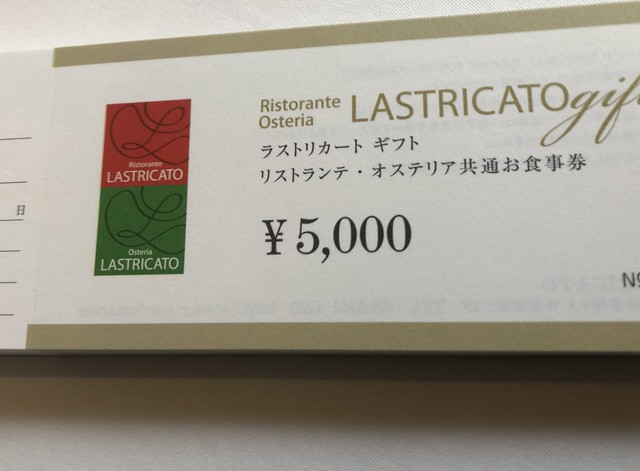 日
Ristorante
LASTRICATO
Osteria
LASTRICATO
Ristorante
Osteria
LASTRICATO gif
ラストリカート ギフト
リストランテ・オステリア共通お食事券
¥5,000